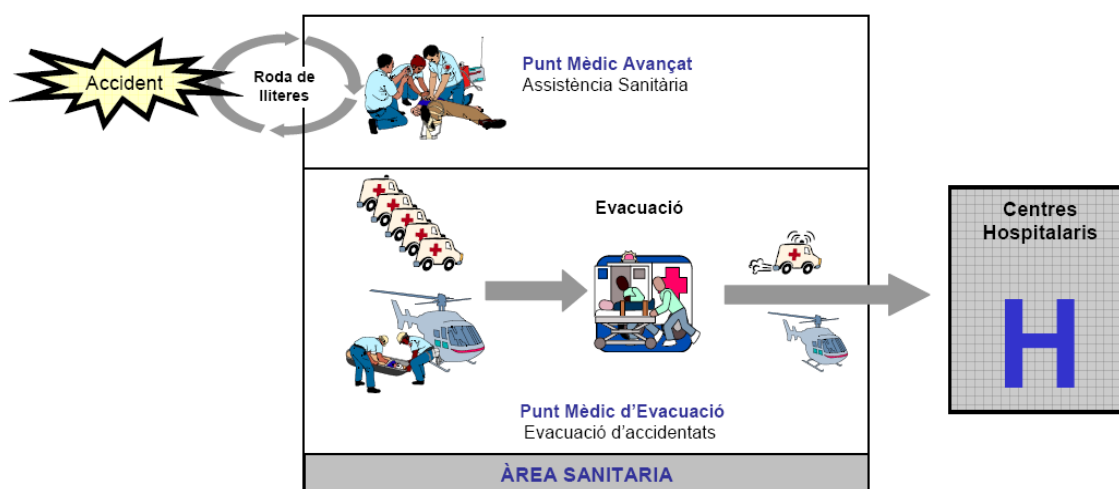 Accident
Roda de
lliteres
Punt Mèdic Avançat
Assistència Sanitària
Evacuació
Punt Mèdic d'Evacuació
Evacuació d'accidentats
ÀREA SANITARIA
Centres
Hospitalaris
H